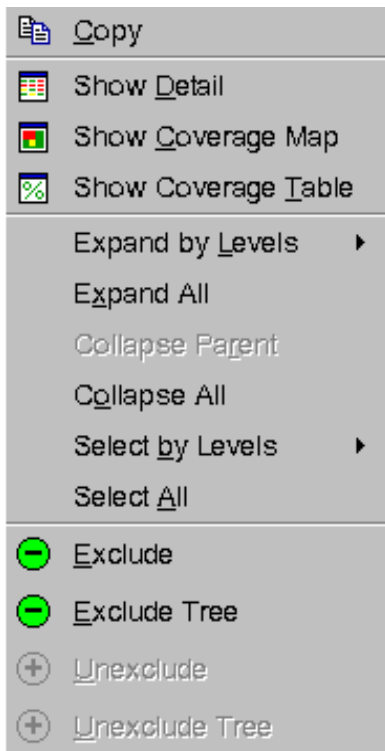 Copy
Show Detail
Show Coverage Map
Show Coverage Table
Expand by Levels
Expand All
Collapse Parent
Collapse All
Select by Levels
Select All
Exclude
Exclude Tree
Unexclude
Unexclude Tree